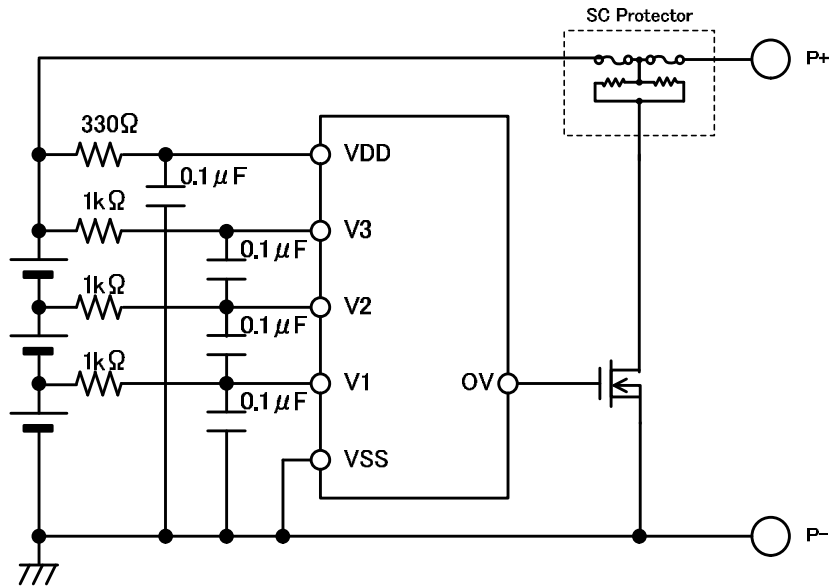 SC Protector
P+
330Ω
VDD
0.1μF
1kΩ
V3
0.1μF
1kΩ
V2
0.1μF
1kΩ
V1
OV
0.1μF
VSS
P-